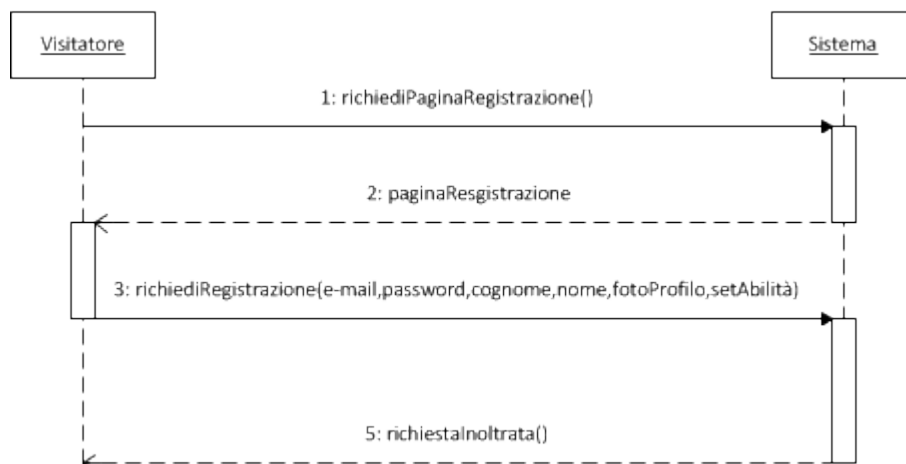 Visitatore
Sistema
1: richiediPaginaRegistrazione()
2: paginaResgistrazione
3: richiediRegistrazione(e-mail,password,cognome,nome,fotoProfilo,setAbilità)
5: richiestaInoltrata()